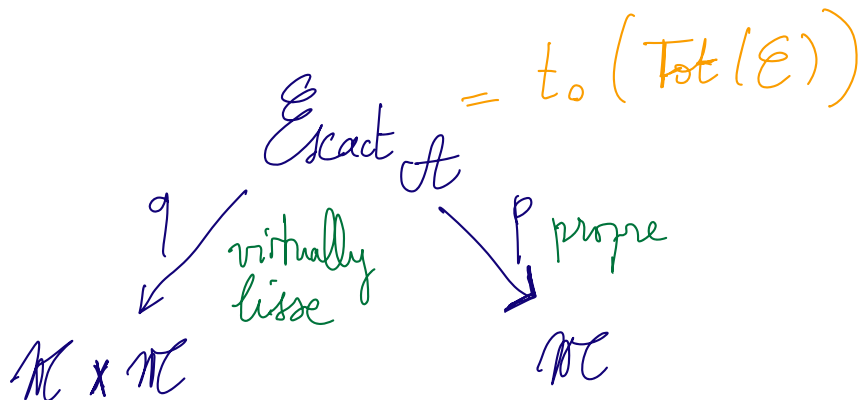 = t₀ (Tot(ℰ))
Exact 𝒜
q virtually p propre
lisse
𝔐 x 𝔐 𝔐